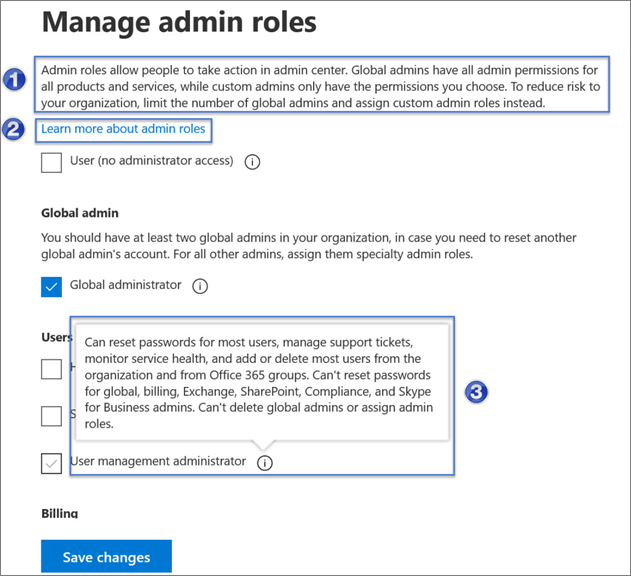 Manage admin roles
1
Admin roles allow people to take action in admin center. Global admins have all admin permissions for
all products and services, while custom admins only have the permissions you choose. To reduce risk to
your organization, limit the number of global admins and assign custom admin roles instead.
2
Learn more about admin roles
User (no administrator access)
Global admin
You should have at least two global admins in your organization, in case you need to reset another
global admin's account. For all other admins, assign them specialty admin roles.
Global administrator
Users
Can reset passwords for most users, manage support tickets,
monitor service health, and add or delete most users from the
organization and from Office 365 groups. Can't reset passwords
for global, billing, Exchange, SharePoint, Compliance, and Skype
for Business admins. Can't delete global admins or assign admin
roles.
3
User management administrator
Billing
Save changes